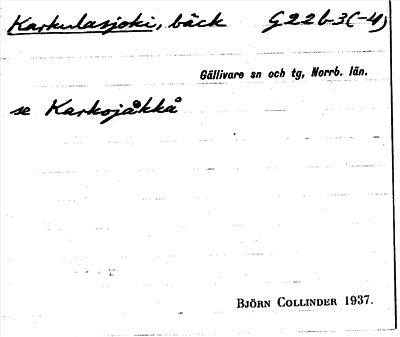 Karkulasjoki, bäck G22b-3(-4)
Gällivare sn och tg, Norrb. län.
se Karkojåkkå
BJÖRN COLLINDER 1937.